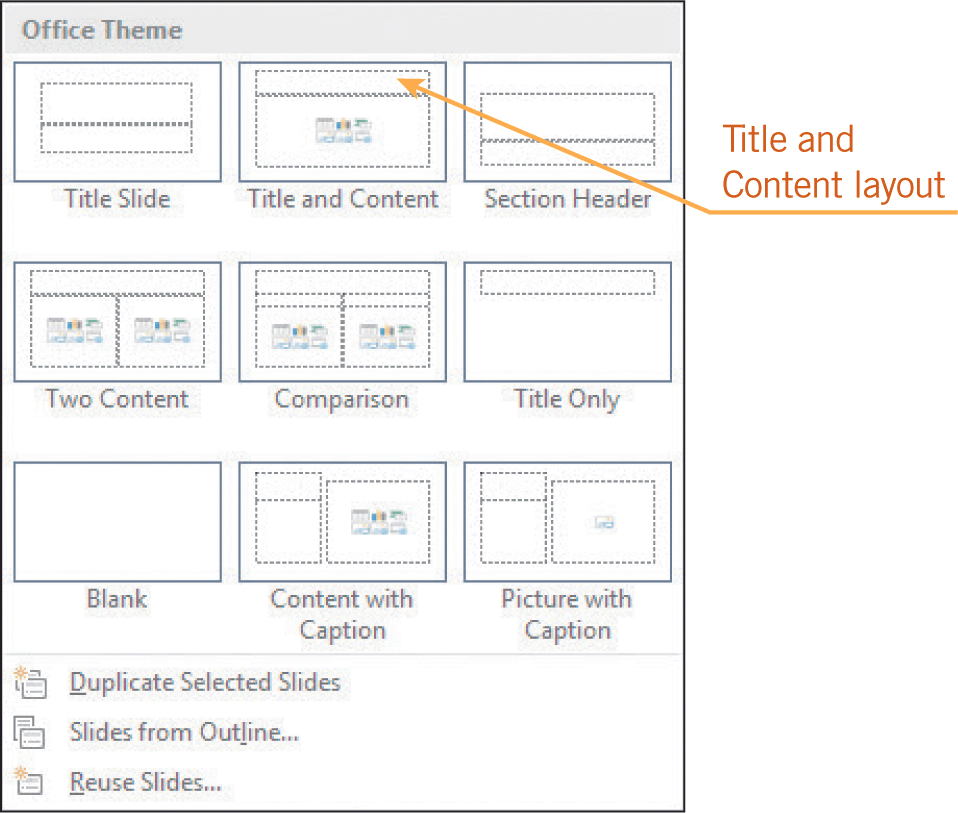 Office Theme
Title Slide
Title and Content
Section Header
Title and
Content layout
Two Content
Comparison
Title Only
Blank
Content with
Caption
Picture with
Caption
Duplicate Selected Slides
Slides from Outline...
Reuse Slides...